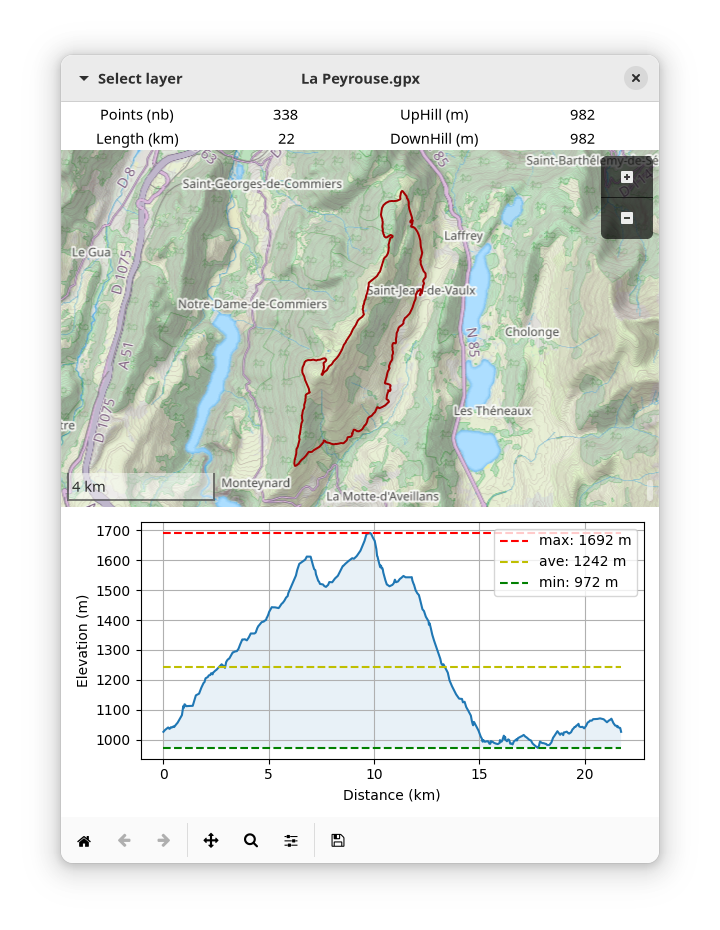 Select layer La Peyrouse.gpx
Points (nb) 338 UpHill (m) 982
Length (km) 22 DownHill (m) 982
63
85
Saint-Barthélemy-de-Sé
D 8
Saint-Georges-de-Commiers
Laffrey
Le Gua
D 1075
Saint-Jean-de-Vaulx
Notre-Dame-de-Commiers
N 85
Cholonge
A 51
D 1075
Les Théneaux
tre
Monteynard
4 km
La Motte-d'Aveillans
1700
1600
1500
1400
1300
1200
1100
1000
Elevation (m)
max: 1692 m
ave: 1242 m
min: 972 m
0 5 10 15 20
Distance (km)